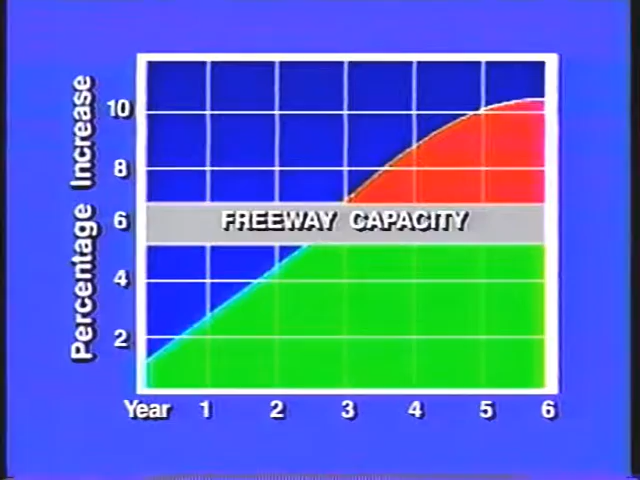 Percentage Increase
10
8
6
4
2
FREEWAY CAPACITY
Year 1 2 3 4 5 6